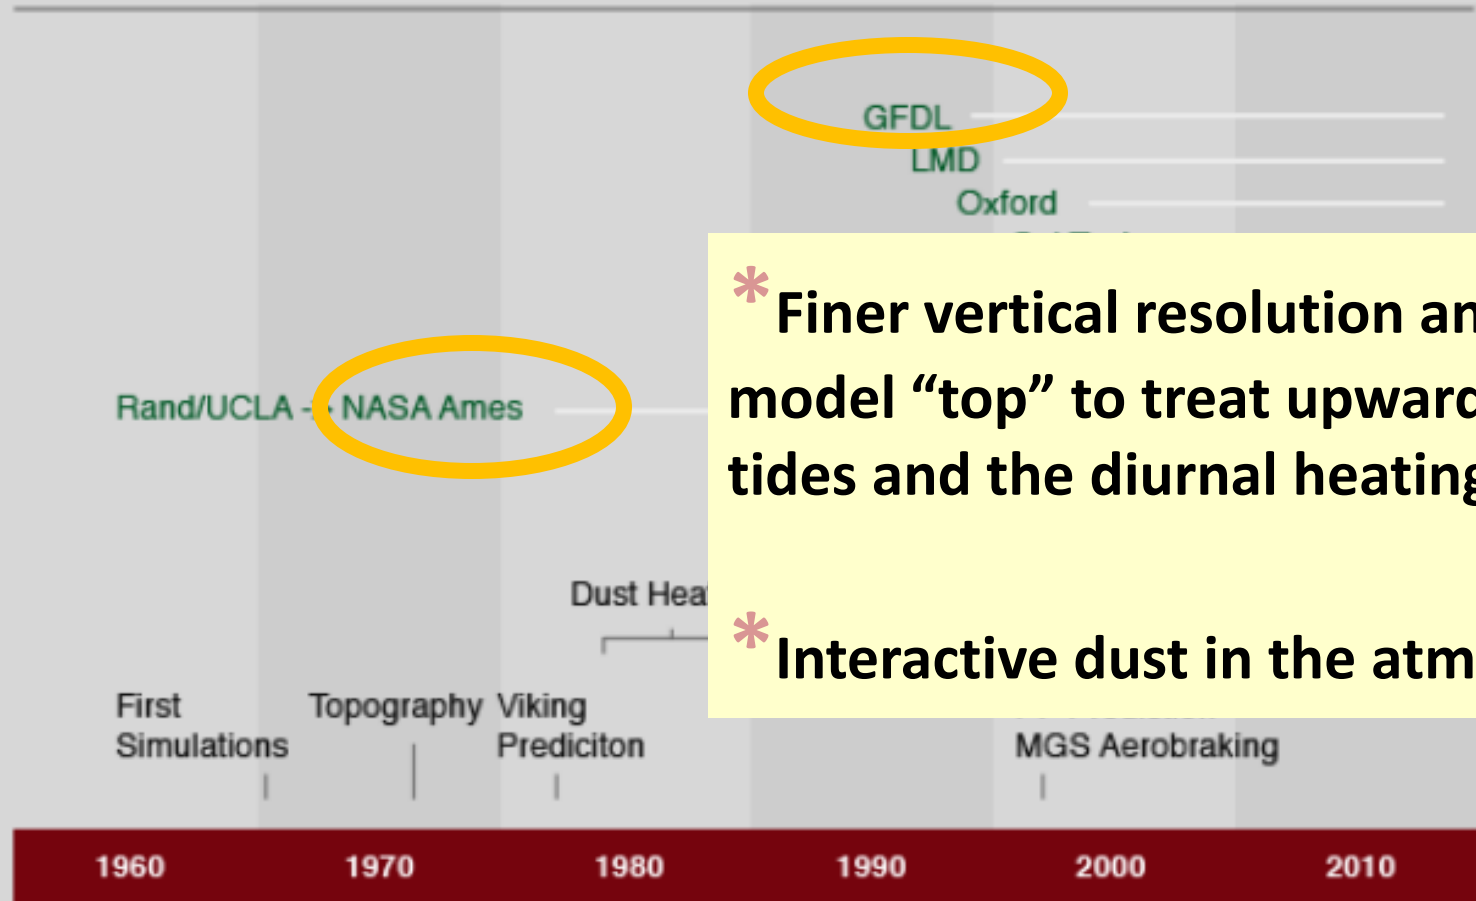 GFDL
LMD
Oxford
*Finer vertical resolution an
model “top” to treat upward
tides and the diurnal heating
Rand/UCLA -> NASA Ames
Dust Hea
*Interactive dust in the atm
First
Simulations
Topography
Viking
Prediciton
MGS Aerobraking
1960 1970 1980 1990 2000 2010